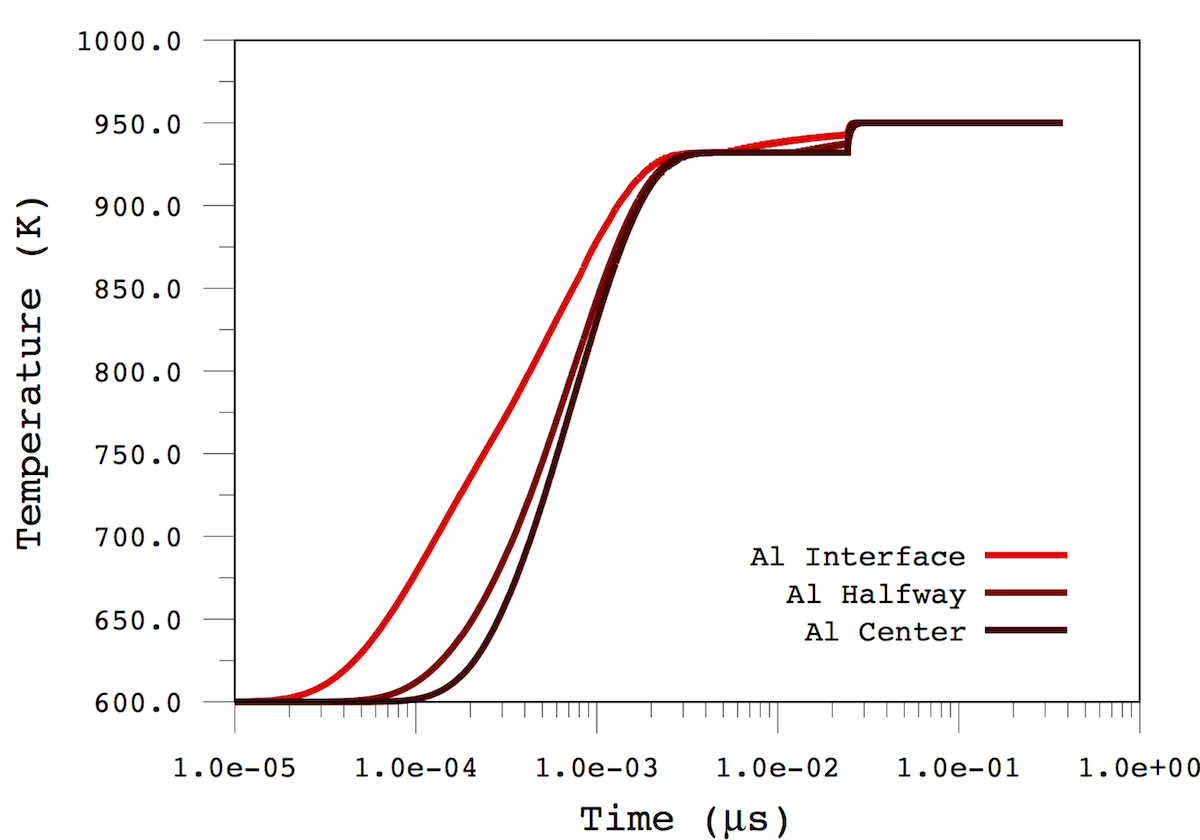 1000.0
950.0
900.0
850.0
800.0
750.0
700.0
650.0
600.0
Temperature (K)
Al Interface
Al Halfway
Al Center
1.0e-05 1.0e-04 1.0e-03 1.0e-02 1.0e-01 1.0e+00
Time (μs)